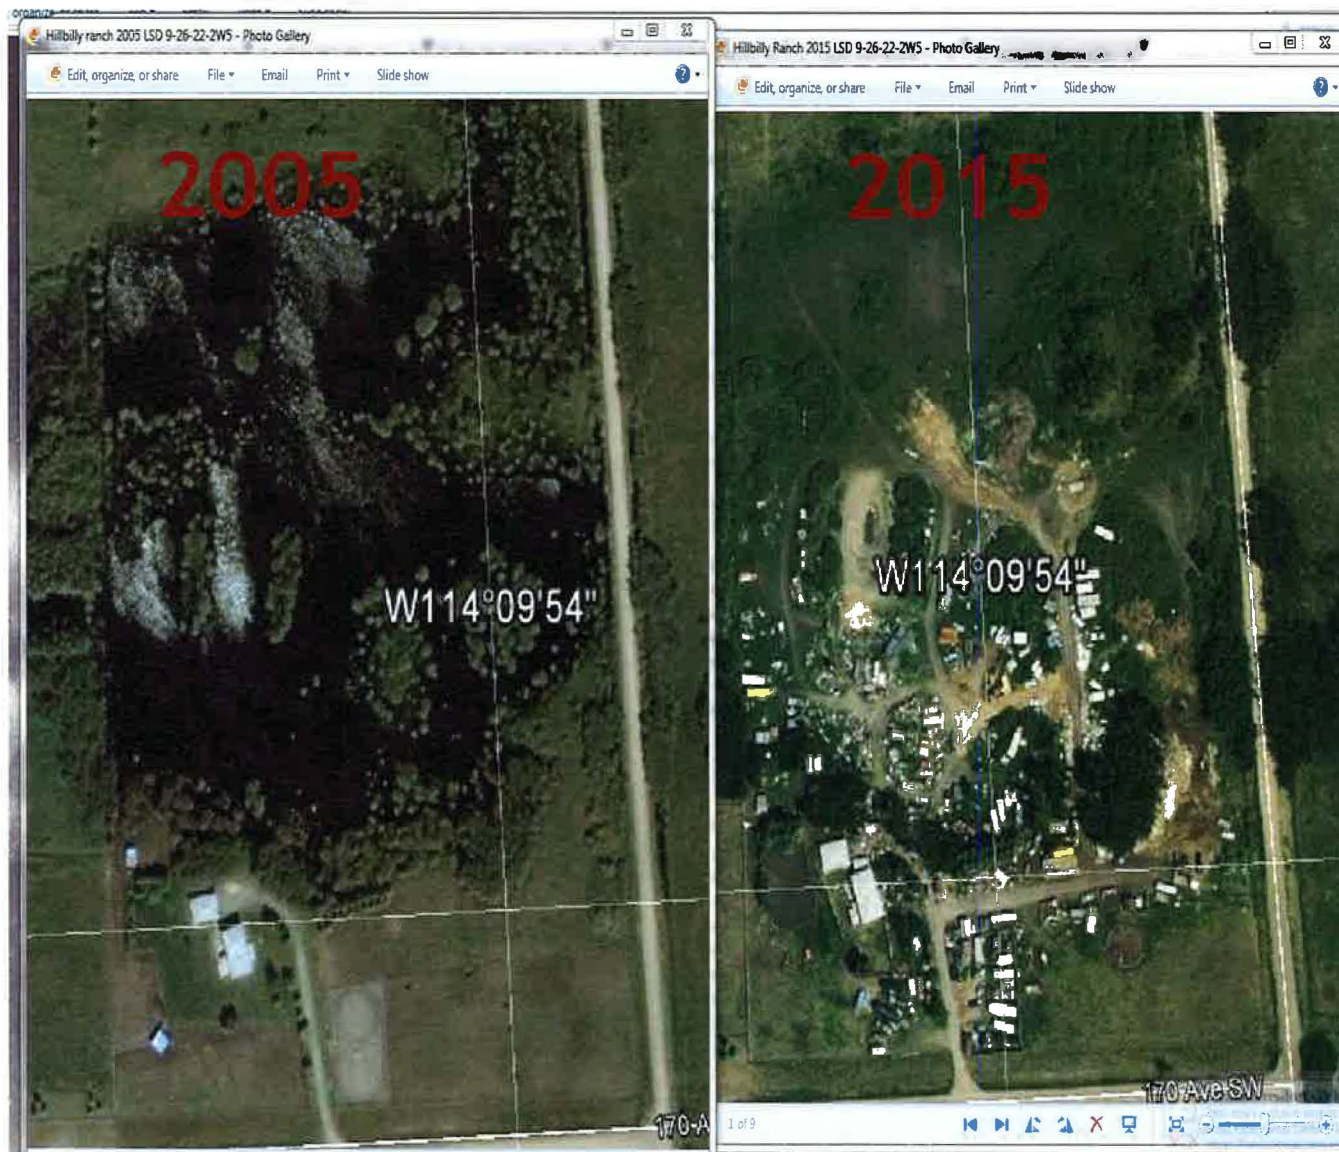 Hillbilly ranch 2005 LSD 9-26-22-2W5 - Photo Gallery
Edit, organize, or share File Email Print Slide show
2005
W114°09'54"
170-A
Hillbilly Ranch 2015 LSD 9-26-22-2W5 - Photo Gallery
Edit, organize, or share File Email Print Slide show
2015
W114°09'54"
170 Ave SW
1 of 9